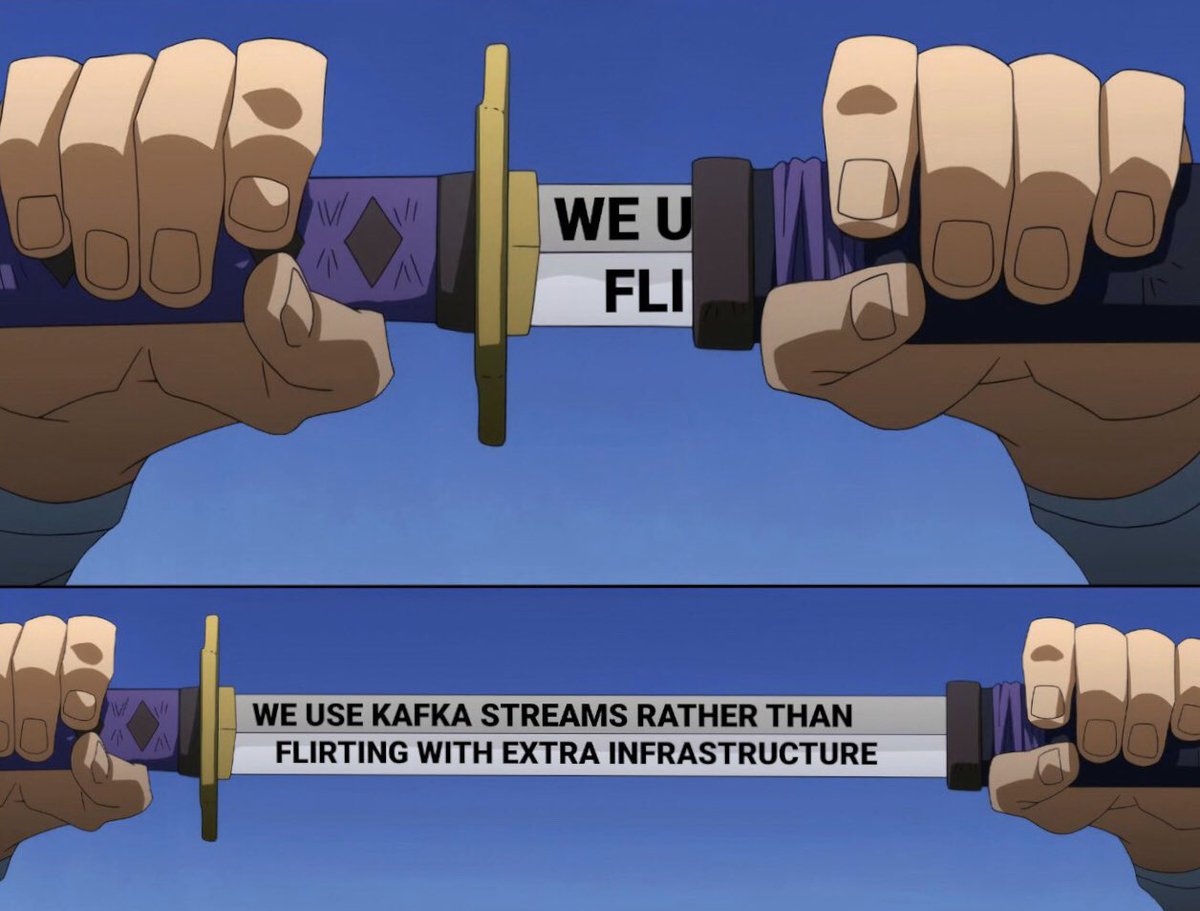 WE U
FLI
WE USE KAFKA STREAMS RATHER THAN
FLIRTING WITH EXTRA INFRASTRUCTURE